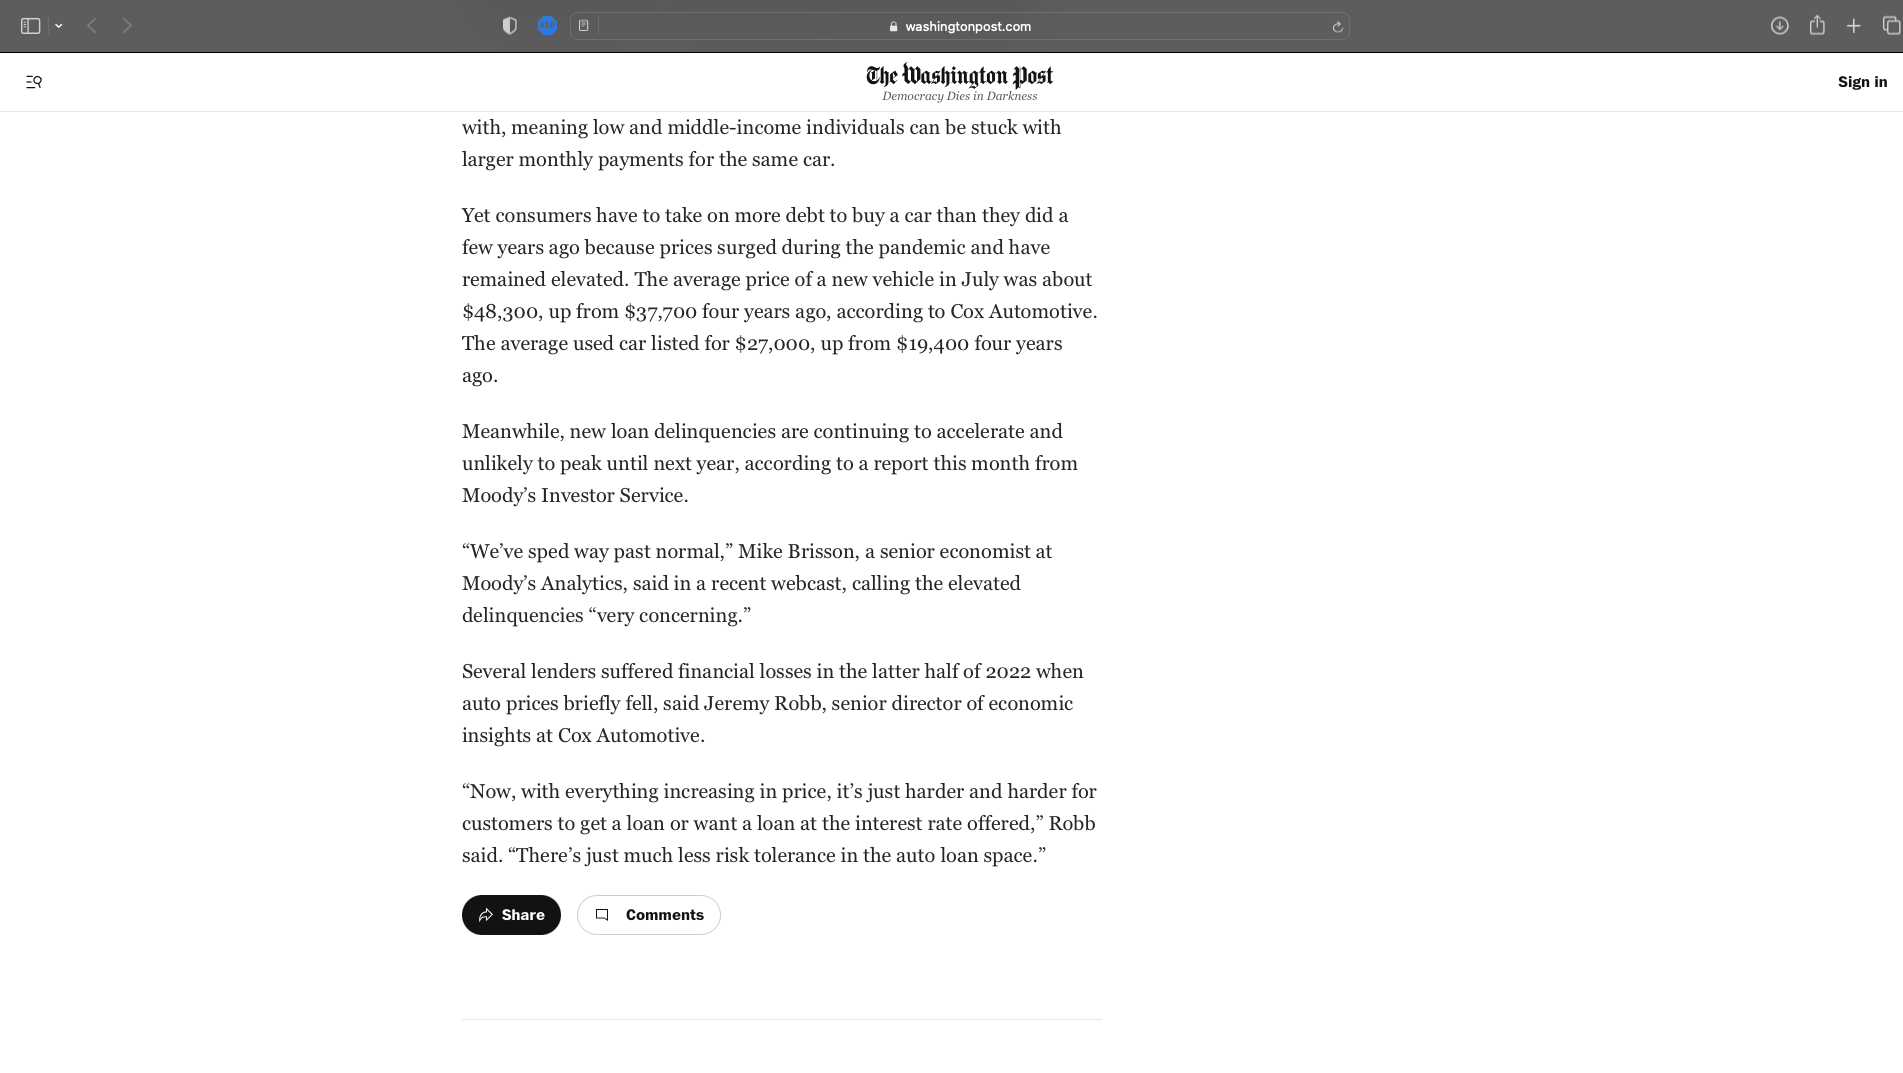 washingtonpost.com
The Washington Post
Democracy Dies in Darkness
Sign in
with, meaning low and middle-income individuals can be stuck with
larger monthly payments for the same car.
Yet consumers have to take on more debt to buy a car than they did a
few years ago because prices surged during the pandemic and have
remained elevated. The average price of a new vehicle in July was about
$48,300, up from $37,700 four years ago, according to Cox Automotive.
The average used car listed for $27,000, up from $19,400 four years
ago.
Meanwhile, new loan delinquencies are continuing to accelerate and
unlikely to peak until next year, according to a report this month from
Moody’s Investor Service.
“We’ve sped way past normal,” Mike Brisson, a senior economist at
Moody’s Analytics, said in a recent webcast, calling the elevated
delinquencies “very concerning.”
Several lenders suffered financial losses in the latter half of 2022 when
auto prices briefly fell, said Jeremy Robb, senior director of economic
insights at Cox Automotive.
“Now, with everything increasing in price, it’s just harder and harder for
customers to get a loan or want a loan at the interest rate offered,” Robb
said. “There’s just much less risk tolerance in the auto loan space.”
Share
Comments